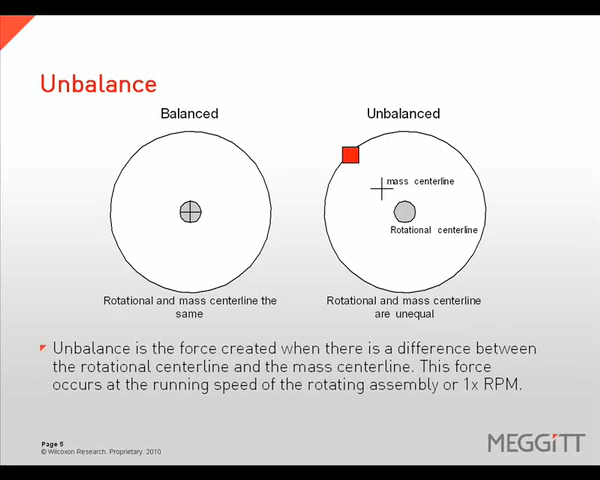 Unbalance
Balanced
Unbalanced
mass centerline
Rotational centerline
Rotational and mass centerline the
same
Rotational and mass centerline
are unequal
Unbalance is the force created when there is a difference between
the rotational centerline and the mass centerline. This force
occurs at the running speed of the rotating assembly or 1x RPM.
Page 5
© Wilcoxon Research. Proprietary. 2010
MEGGITT